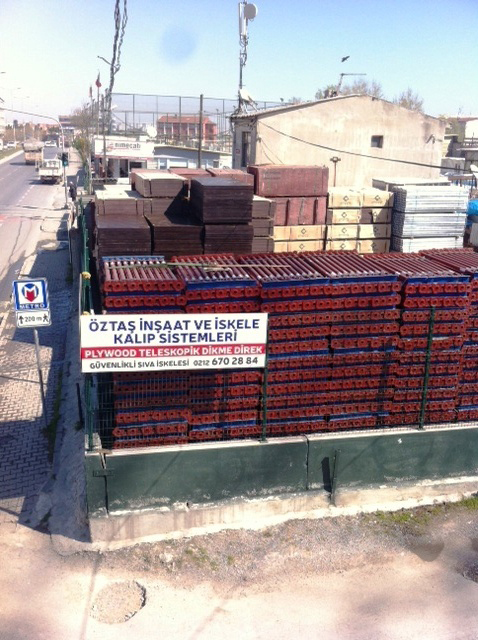 METRO
200 m
ÖZTAŞ İNŞAAT VE İSKELE
KALIP SİSTEMLERİ
PLYWOOD TELESKOPİK DİKME DİREK
GÜVENLİKLİ SIVA İSKELESİ 0212 670 28 84